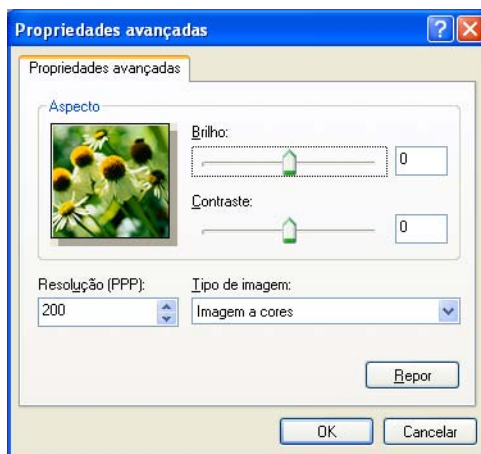 Propriedades avançadas
Propriedades avançadas
Aspecto
Brilho:
0
Contraste:
0
Resolução (PPP):
Tipo de imagem:
200
Imagem a cores
Repor
OK
Cancelar